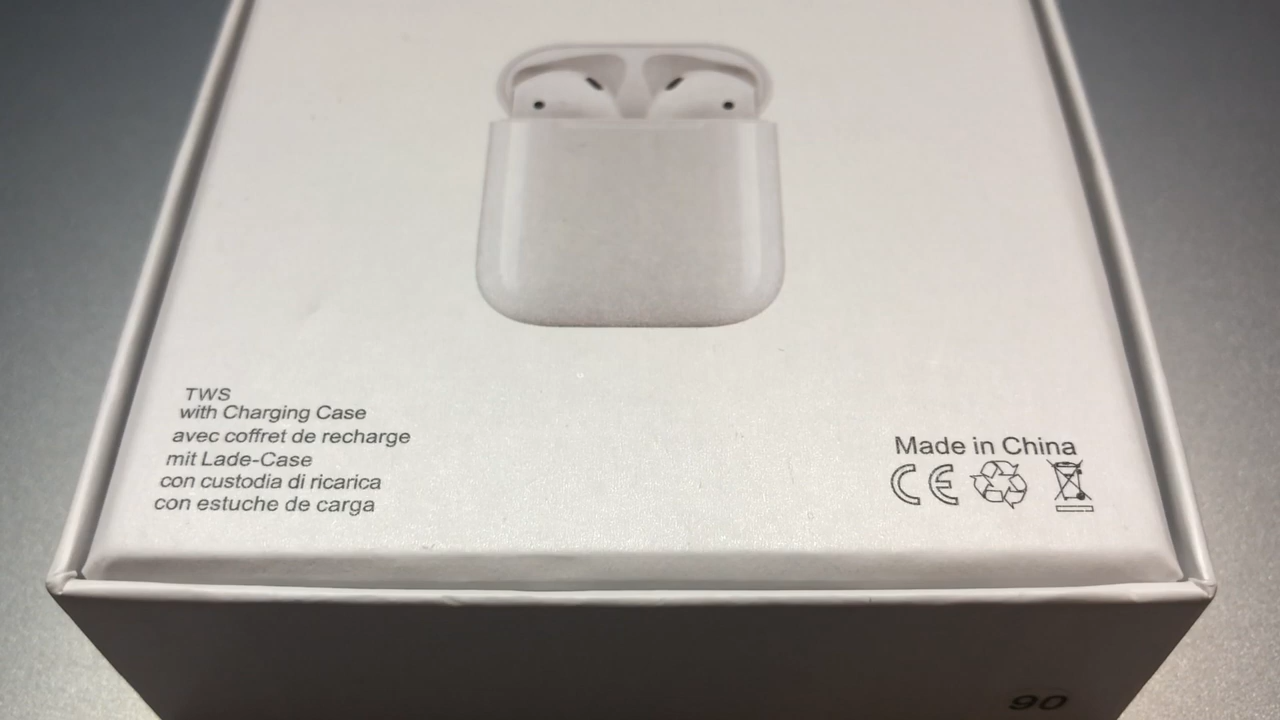 TWS
with Charging Case
avec coffret de recharge
mit Lade-Case
con custodia di ricarica
con estuche de carga
Made in China
CE
90